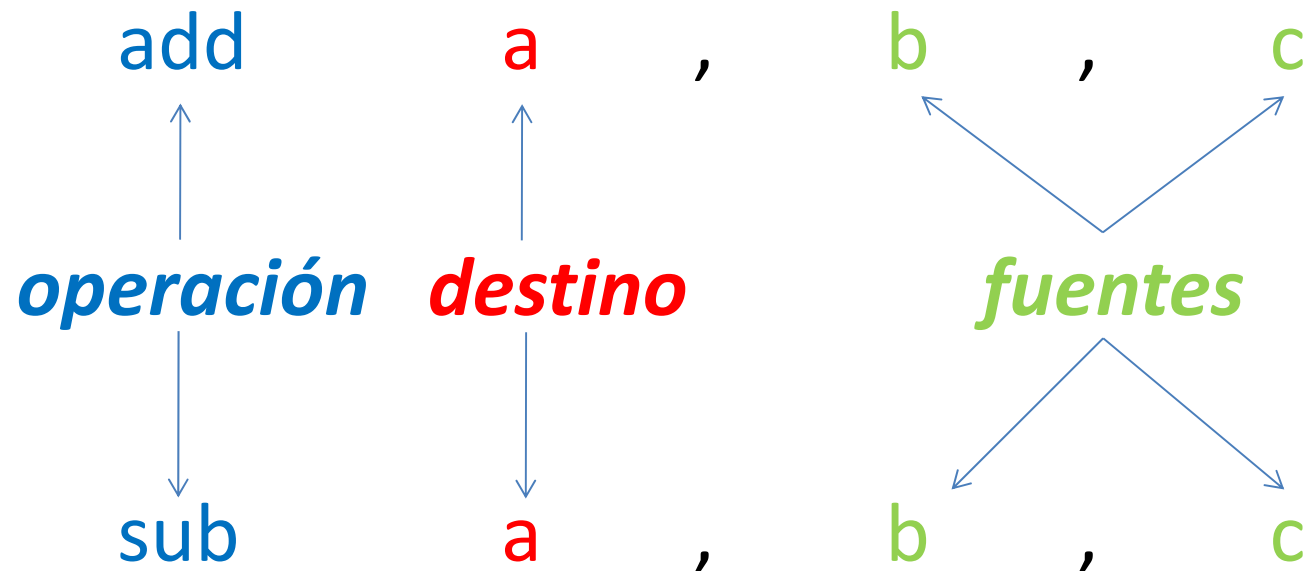 add a , b , c
operación destino fuentes
sub a , b , c